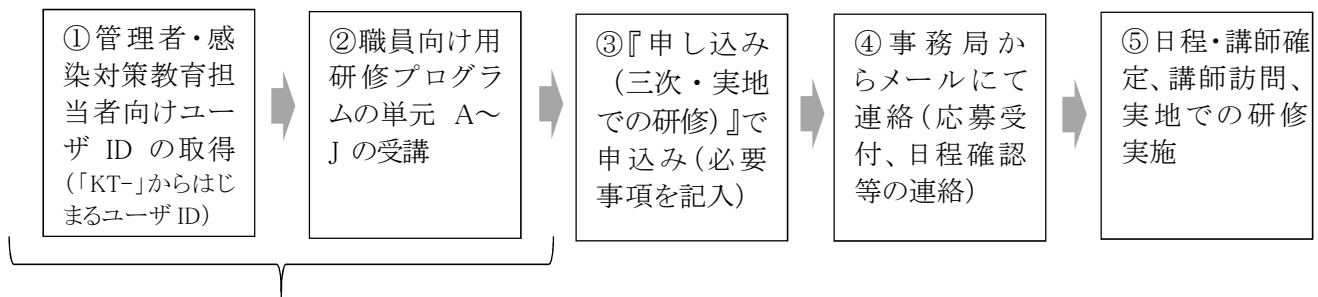 ①管理者・感
染対策教育担
当者向けユー
ザ ID の取得
(「KT-」からはじ
まるユーザ ID)
②職員向け用
研修プログラ
ムの単元 A~
J の受講
③『申し込み
(三次・実地
での研修)』で
申込み(必要
事項を記入)
④事務局か
らメールにて
連絡(応募受
付、日程確認
等の連絡)
⑤日程・講師確
定、講師訪問、
実地での研修
実施